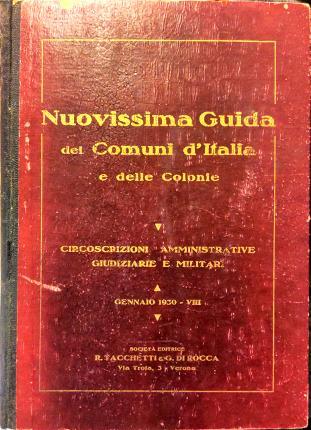 Nuovissima Guida
dei Comuni d'Italia
e delle Colonie
CIRCOSCRIZIONI AMMINISTRATIVE
GIUDIZIARIE E MILITARI
GENNAIO 1930 - VIII
SOCIETÀ EDITRICE
R. TACCHETTI & G. DI ROCCA
Via Trota, 3 - Verona